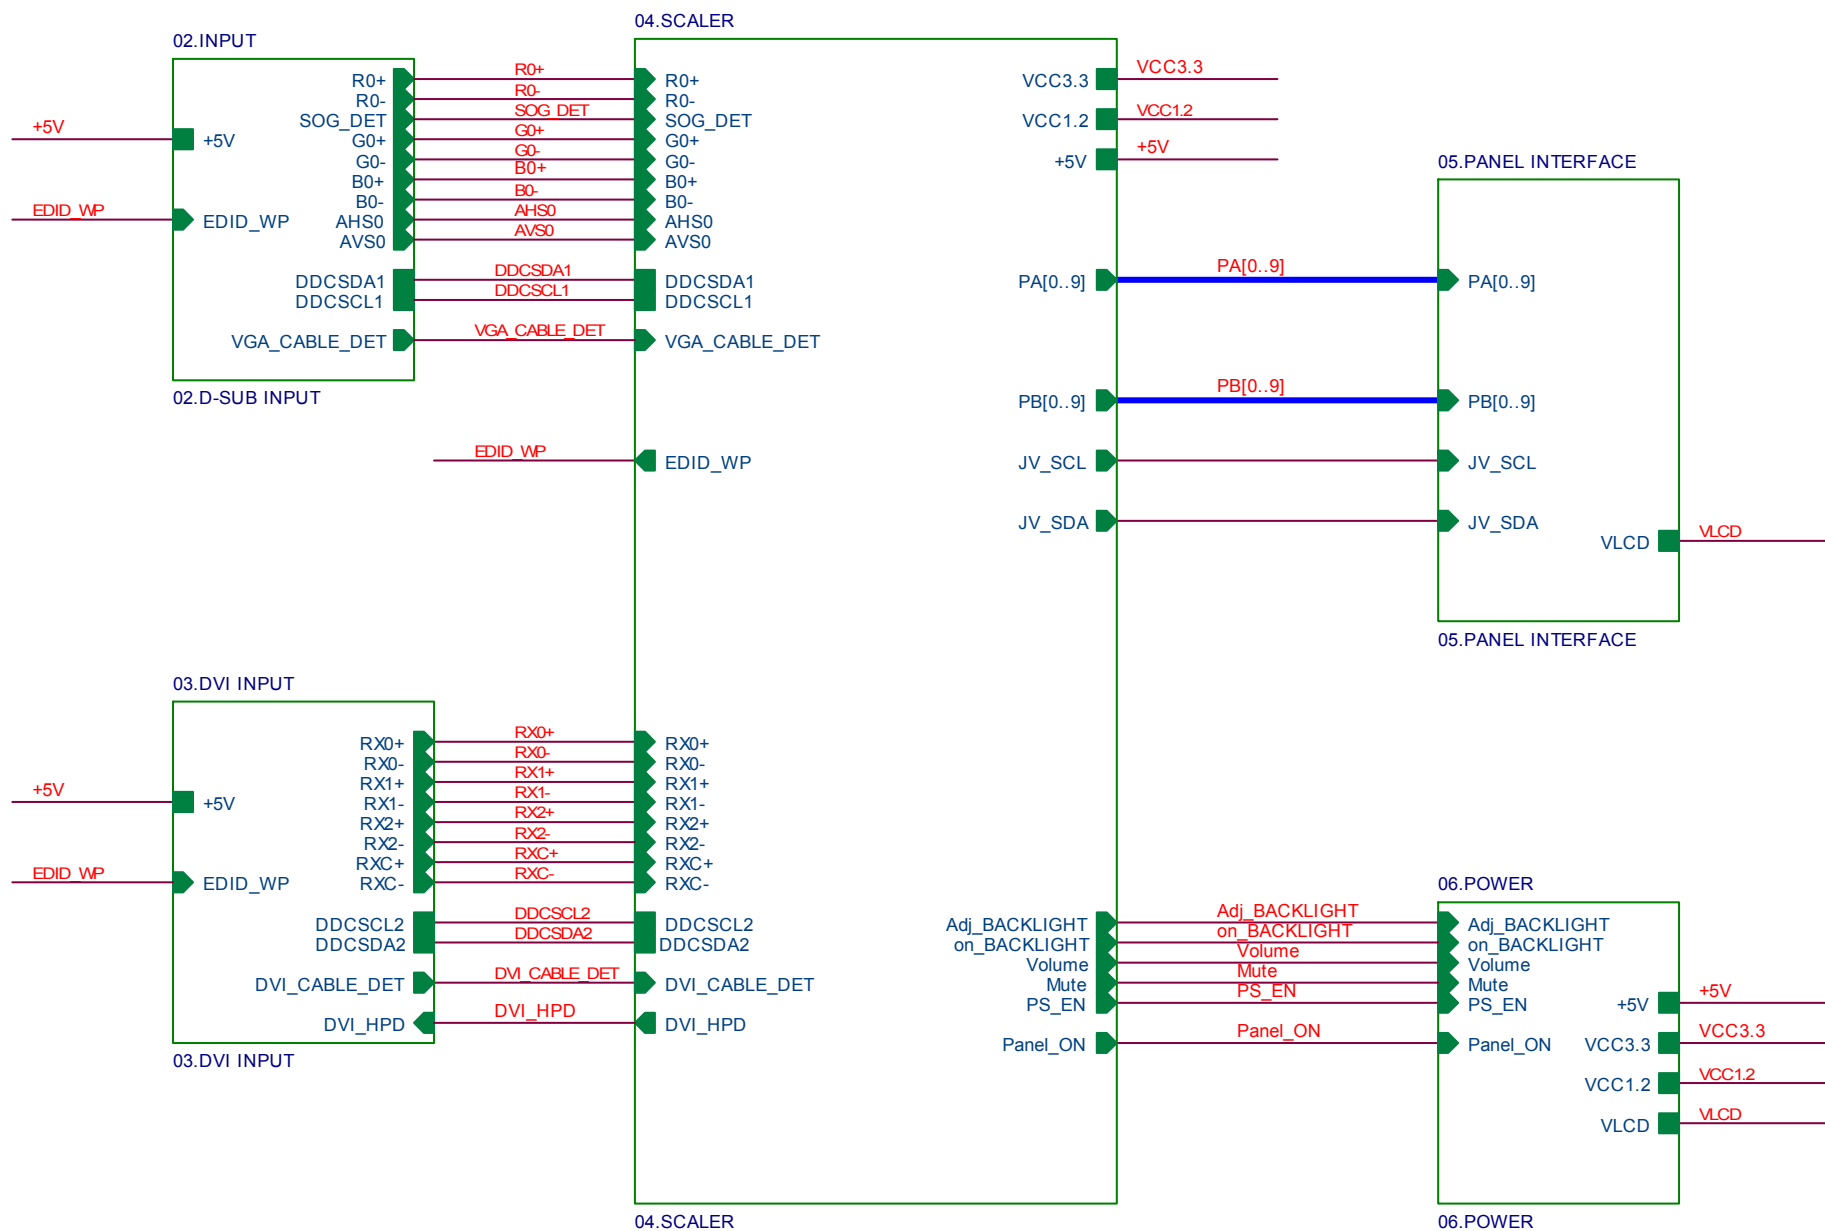 04.SCALER
02.INPUT
R0+
R0-
SOG_DET
G0+
G0-
B0+
B0-
AHS0
AVS0
DDCSDA1
DDCSCL1
VGA_CABLE_DET
+5V
+5V
EDID_WP
EDID_WP
R0+
R0-
SOG_DET
G0+
G0-
B0+
B0-
AHS0
AVS0
DDCSDA1
DDCSCL1
VGA_CABLE_DET
R0+
R0-
SOG_DET
G0+
G0-
B0+
B0-
AHS0
AVS0
DDCSDA1
DDCSCL1
VGA_CABLE_DET
02.D-SUB INPUT
EDID_WP
EDID_WP
VCC3.3
VCC3.3
VCC1.2
VCC1.2
+5V
+5V
05.PANEL INTERFACE
PA[0..9]
PA[0..9]
PA[0..9]
PB[0..9]
PB[0..9]
PB[0..9]
JV_SCL
JV_SCL
JV_SDA
JV_SDA
VLCD
VLCD
05.PANEL INTERFACE
03.DVI INPUT
+5V
+5V
EDID_WP
EDID_WP
RX0+
RX0-
RX1+
RX1-
RX2+
RX2-
RXC+
RXC-
DDCSCL2
DDCSDA2
DVI_CABLE_DET
DVI_HPD
RX0+
RX0-
RX1+
RX1-
RX2+
RX2-
RXC+
RXC-
DDCSCL2
DDCSDA2
DVI_CABLE_DET
DVI_HPD
RX0+
RX0-
RX1+
RX1-
RX2+
RX2-
RXC+
RXC-
DDCSCL2
DDCSDA2
DVI_CABLE_DET
DVI_HPD
03.DVI INPUT
06.POWER
Adj_BACKLIGHT
on_BACKLIGHT
Volume
Mute
PS_EN
Panel_ON
Adj_BACKLIGHT
on_BACKLIGHT
Volume
Mute
PS_EN
Panel_ON
Adj_BACKLIGHT
on_BACKLIGHT
Volume
Mute
PS_EN
Panel_ON
+5V
+5V
VCC3.3
VCC3.3
VCC1.2
VCC1.2
VLCD
VLCD
04.SCALER
06.POWER